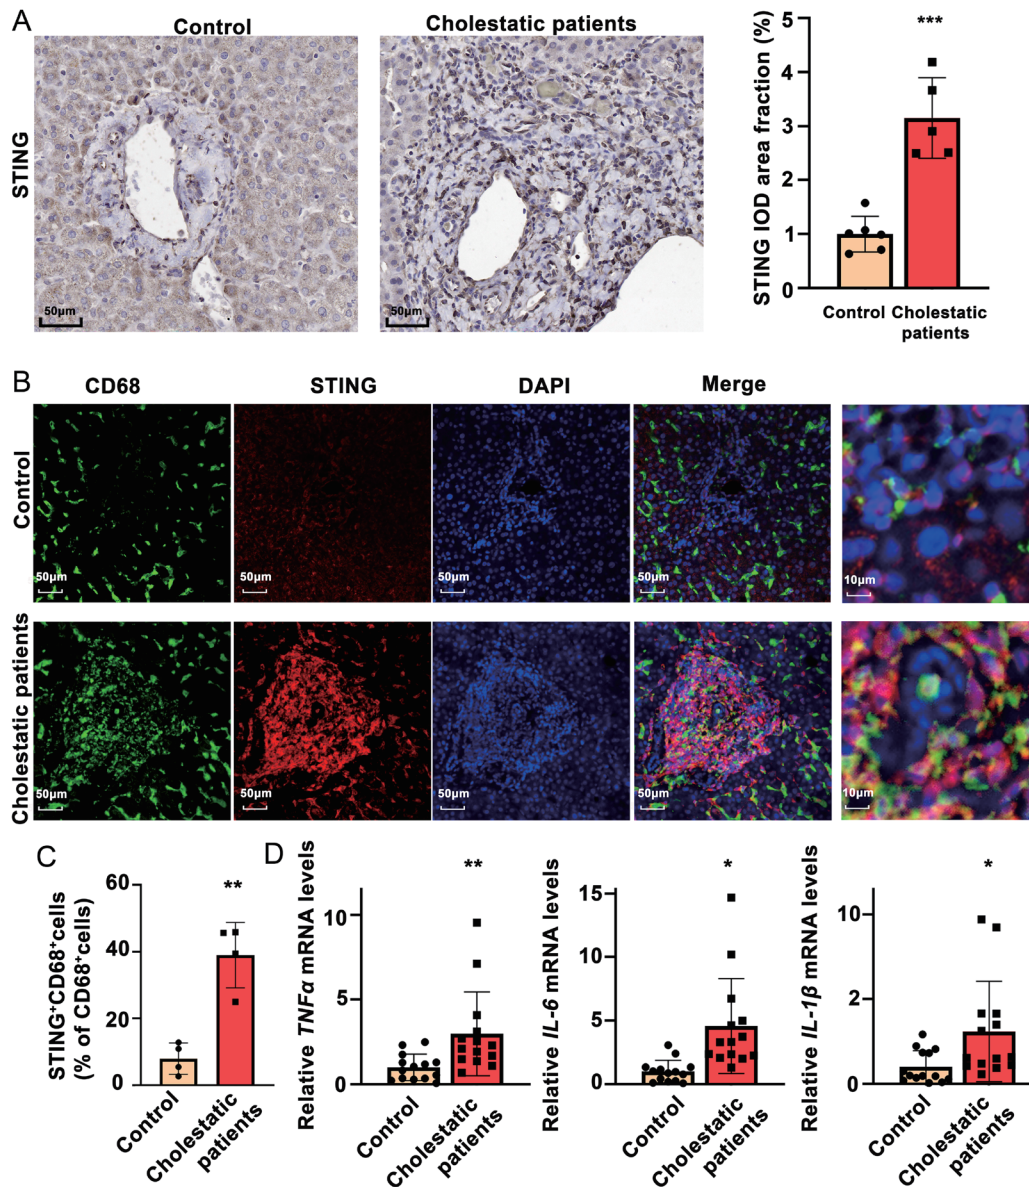 A
Control
Cholestatic patients
STING
50μm
50μm
STING IOD area fraction (%)
5
4
3
2
1
0
***
Control
Cholestatic
patients
B
CD68
STING
DAPI
Merge
Control
50μm
50μm
50μm
50μm
10μm
Cholestatic patients
50μm
50μm
50μm
50μm
10μm
C
STING⁺CD68⁺cells
(% of CD68⁺cells)
60
40
20
0
**
Control
Cholestatic
patients
D
Relative TNFα mRNA levels
10
5
0
**
Control
Cholestatic
patients
Relative IL-6 mRNA levels
15
10
5
0
*
Control
Cholestatic
patients
Relative IL-1β mRNA levels
10
2
0
*
Control
Cholestatic
patients